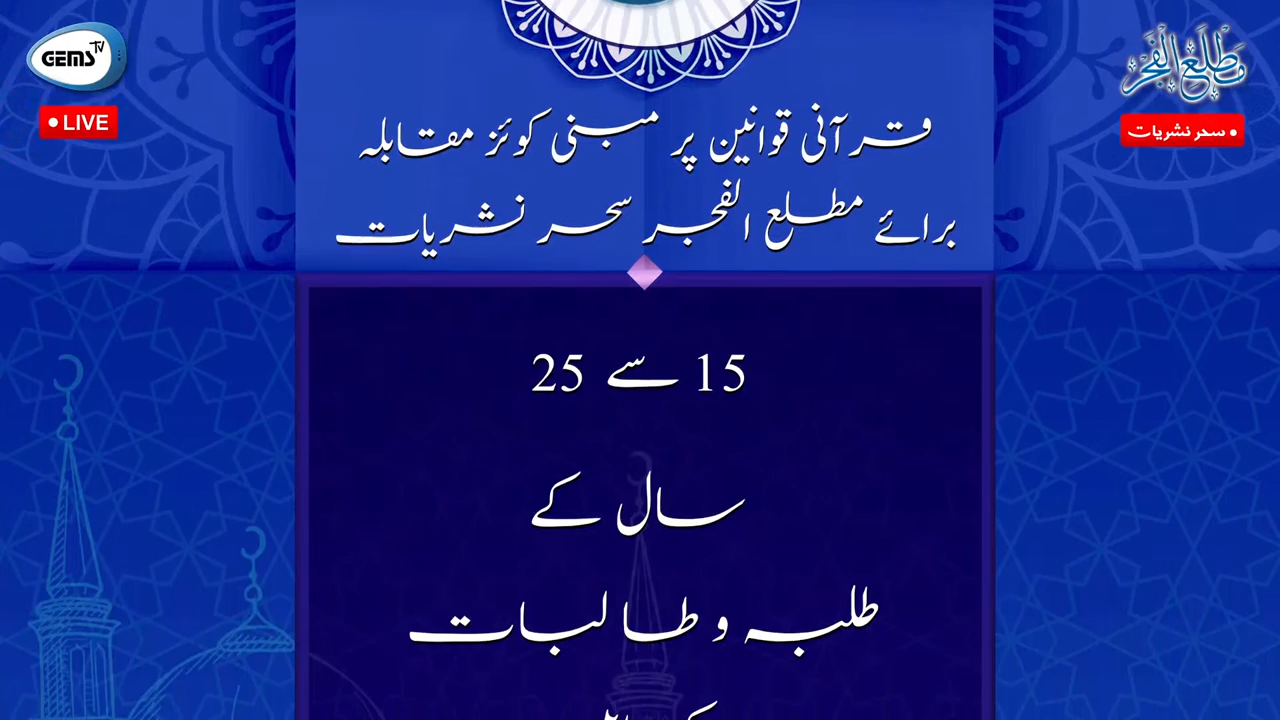 GEMS TV
LIVE
مطلع الفجر
سحر نشریات
قرآنی قوانین پر مبنی کوئز مقابلہ
برائے مطلع الفجر سحر نشریات
15 سے 25
سال کے
طلبہ و طالبات